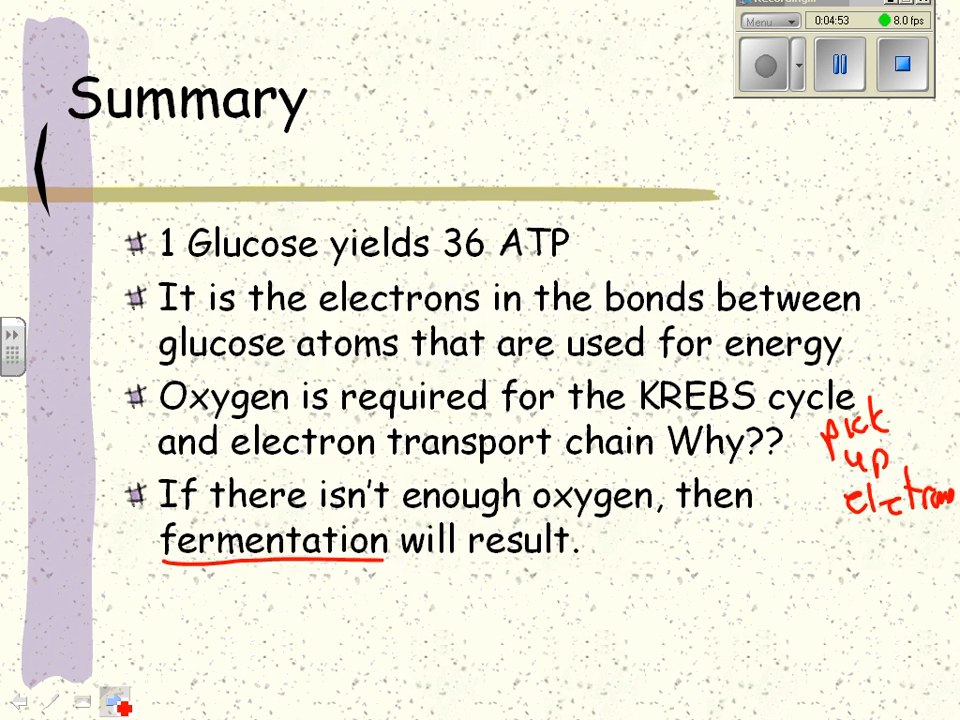 Menu
0:04:53
8.0 fps
Summary
1 Glucose yields 36 ATP
It is the electrons in the bonds between
glucose atoms that are used for energy
Oxygen is required for the KREBS cycle
and electron transport chain Why??
pick
up
If there isn't enough oxygen, then
fermentation will result.